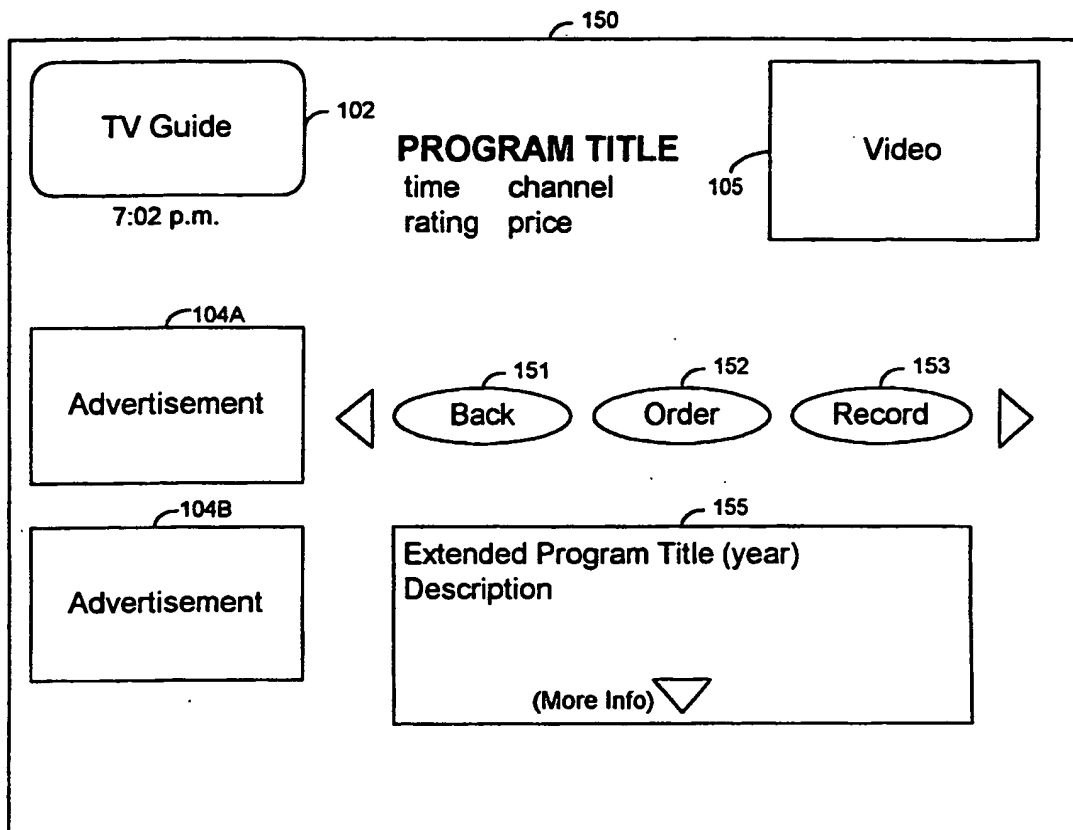 150
TV Guide
102
7:02 p.m.
PROGRAM TITLE
time channel
rating price
105
Video
104A
Advertisement
151
Back
152
Order
153
Record
104B
Advertisement
155
Extended Program Title (year)
Description
(More Info)